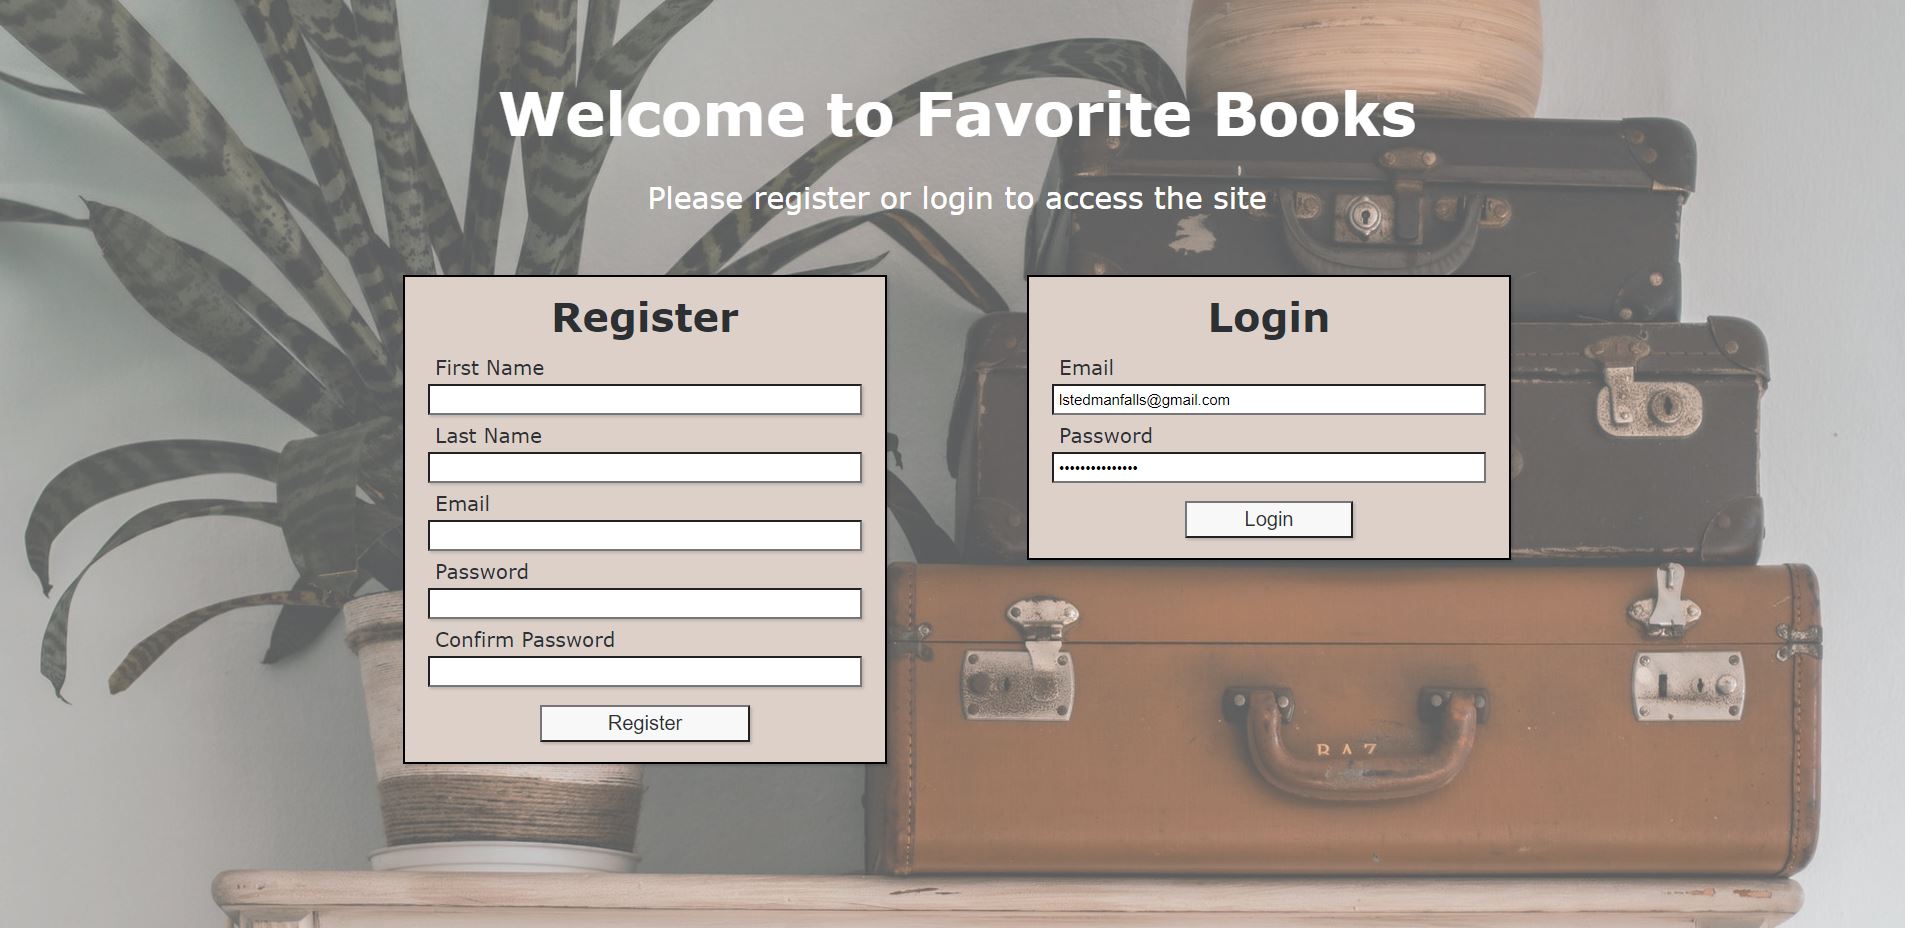 Welcome to Favorite Books
Please register or login to access the site
Register
First Name
Last Name
Email
Password
Confirm Password
Register
Login
Email
lstedmanfalls@gmail.com
Password
•••••••••••••••
Login
BAZ